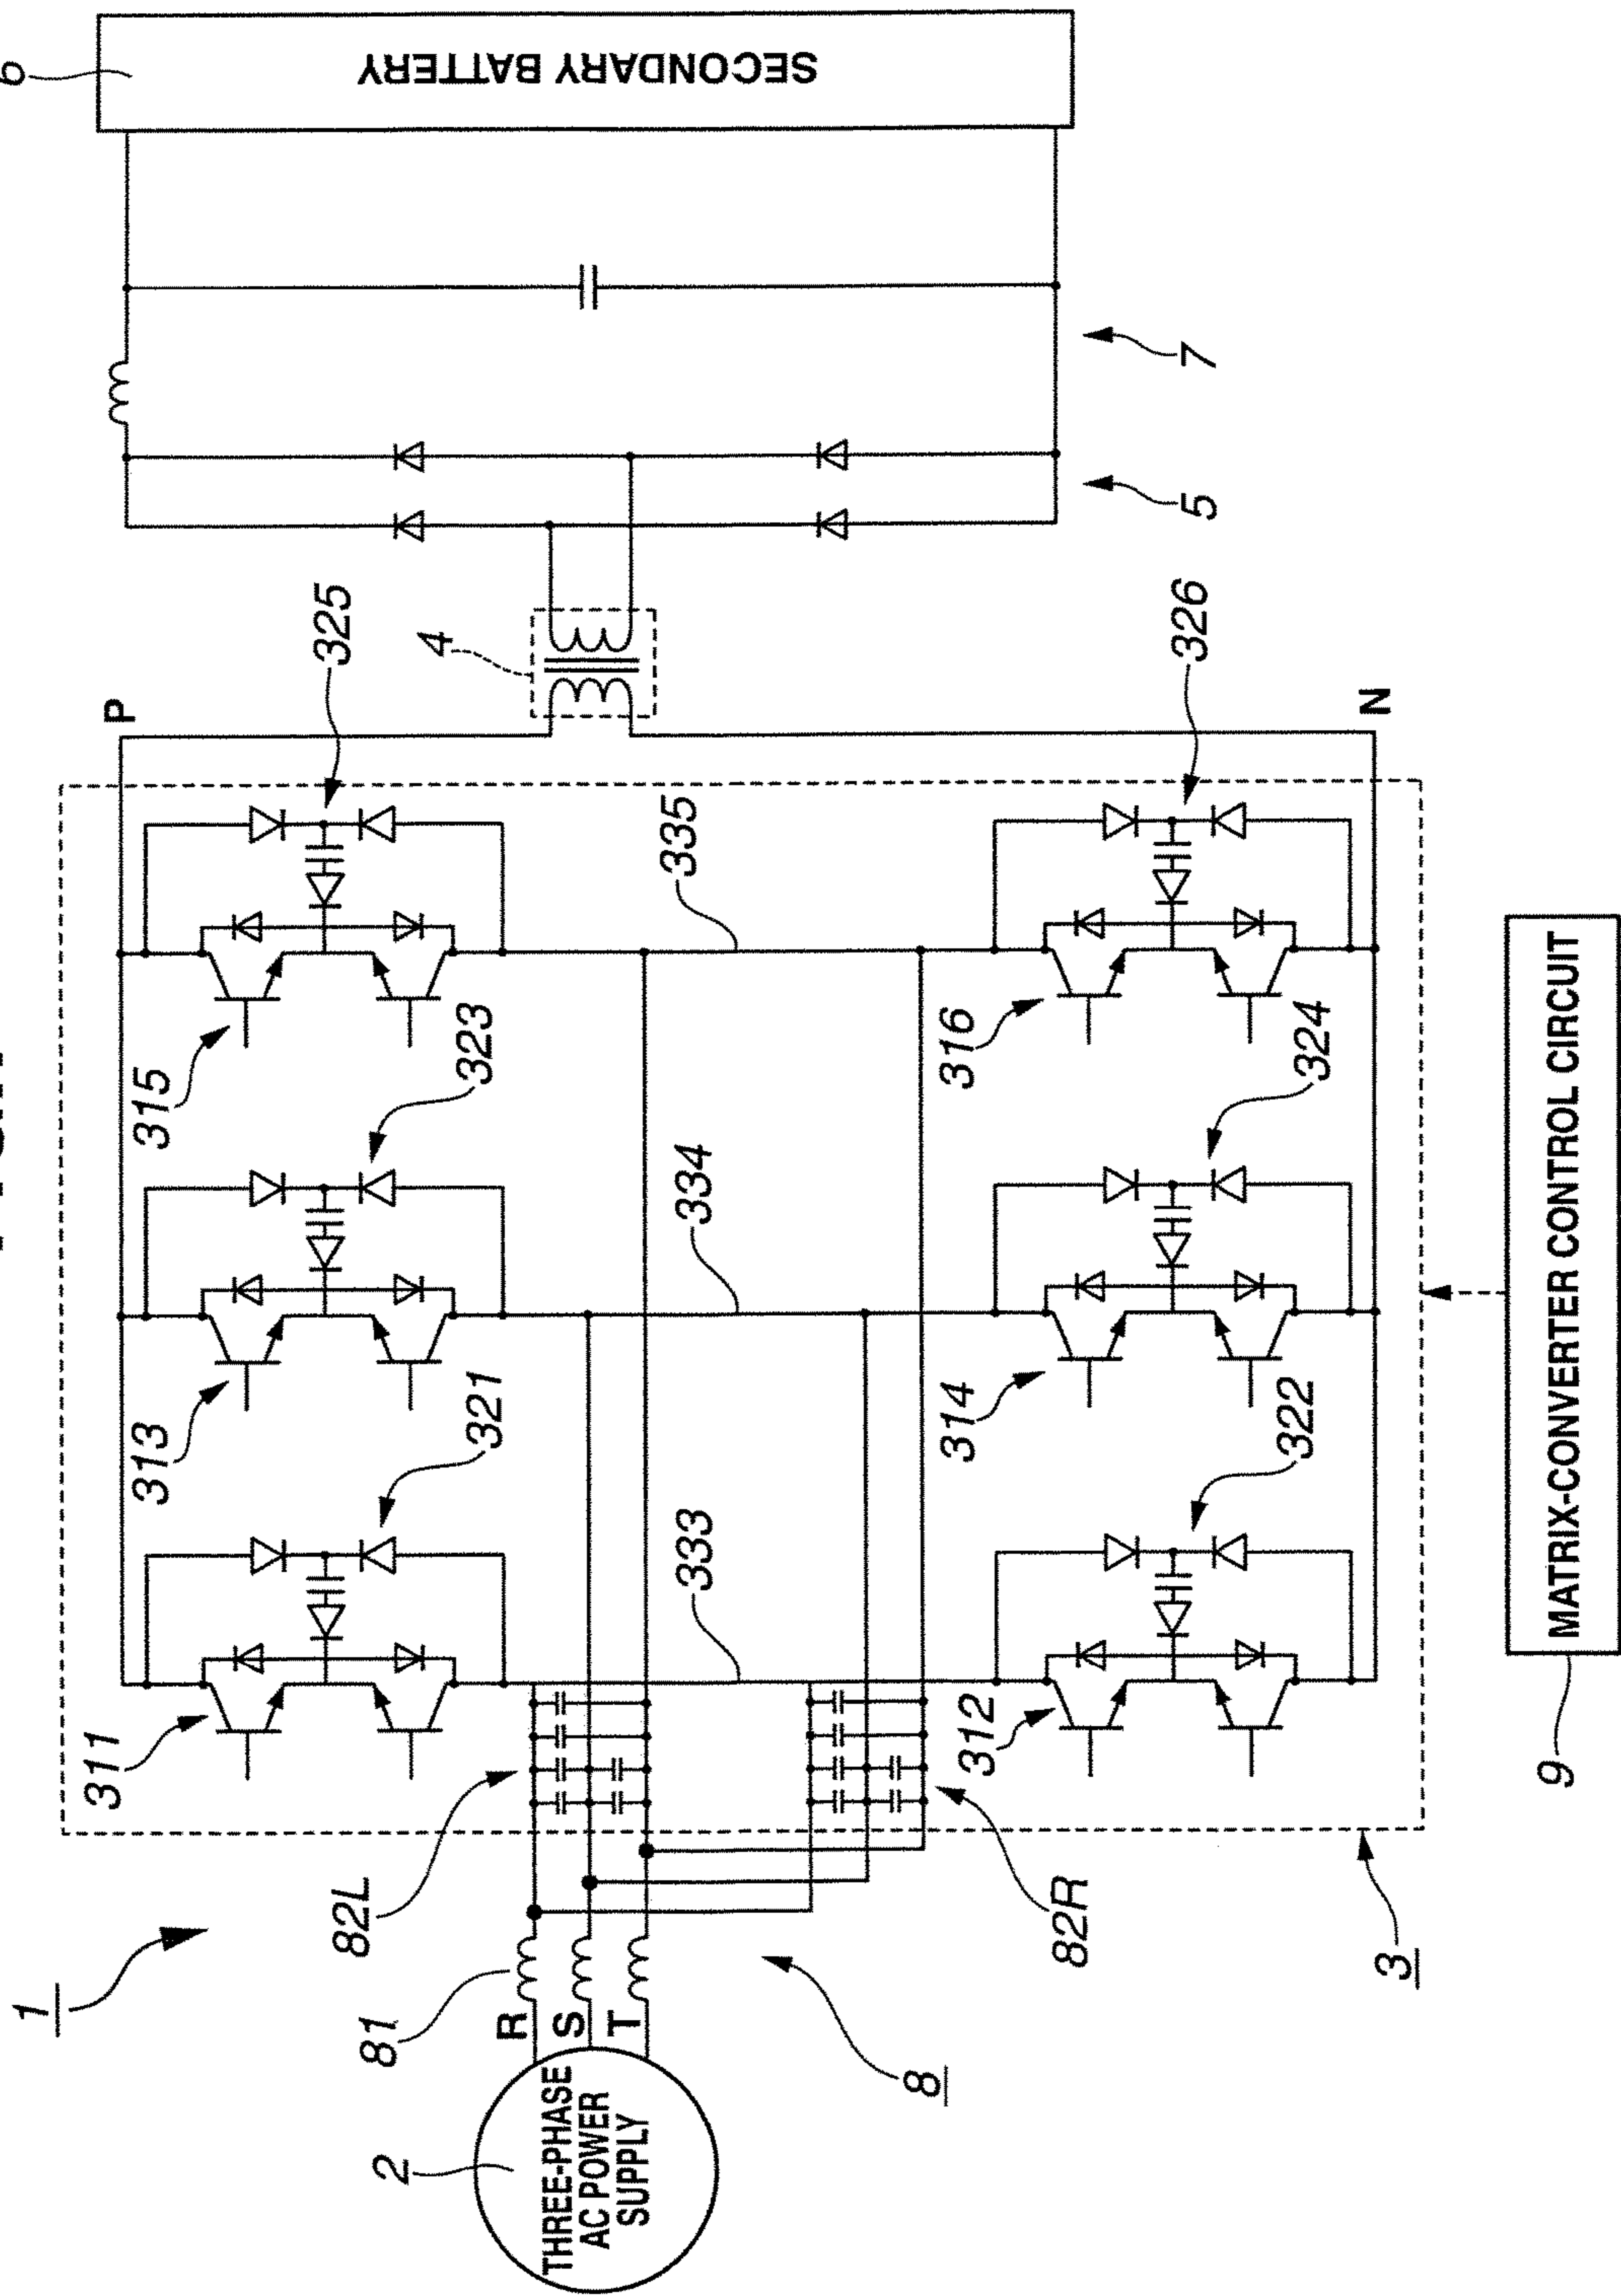 1
2
THREE-PHASE
AC POWER
SUPPLY
R
S
T
81
8
82L
82R
3
311
321
313
323
315
325
P
4
333
334
335
312
322
314
324
316
326
N
5
7
6
SECONDARY BATTERY
9
MATRIX-CONVERTER CONTROL CIRCUIT